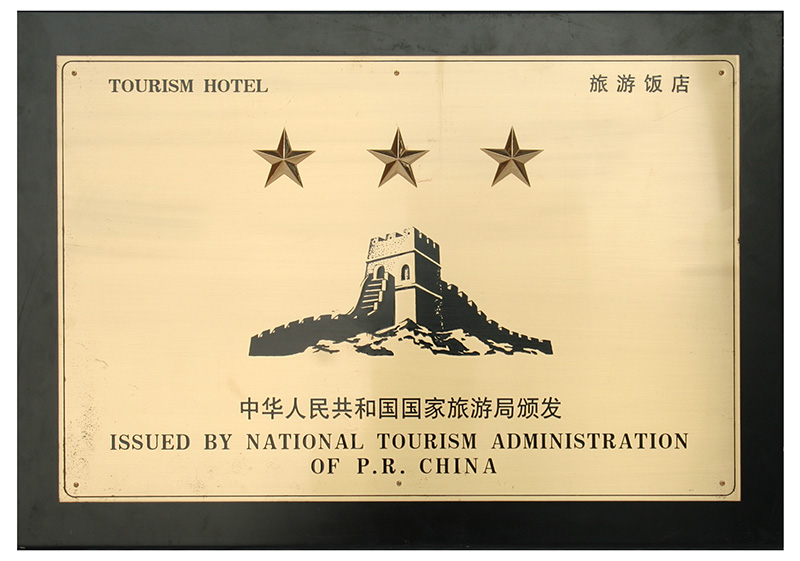 TOURISM HOTEL
旅游饭店
中华人民共和国国家旅游局颁发
ISSUED BY NATIONAL TOURISM ADMINISTRATION
OF P.R. CHINA